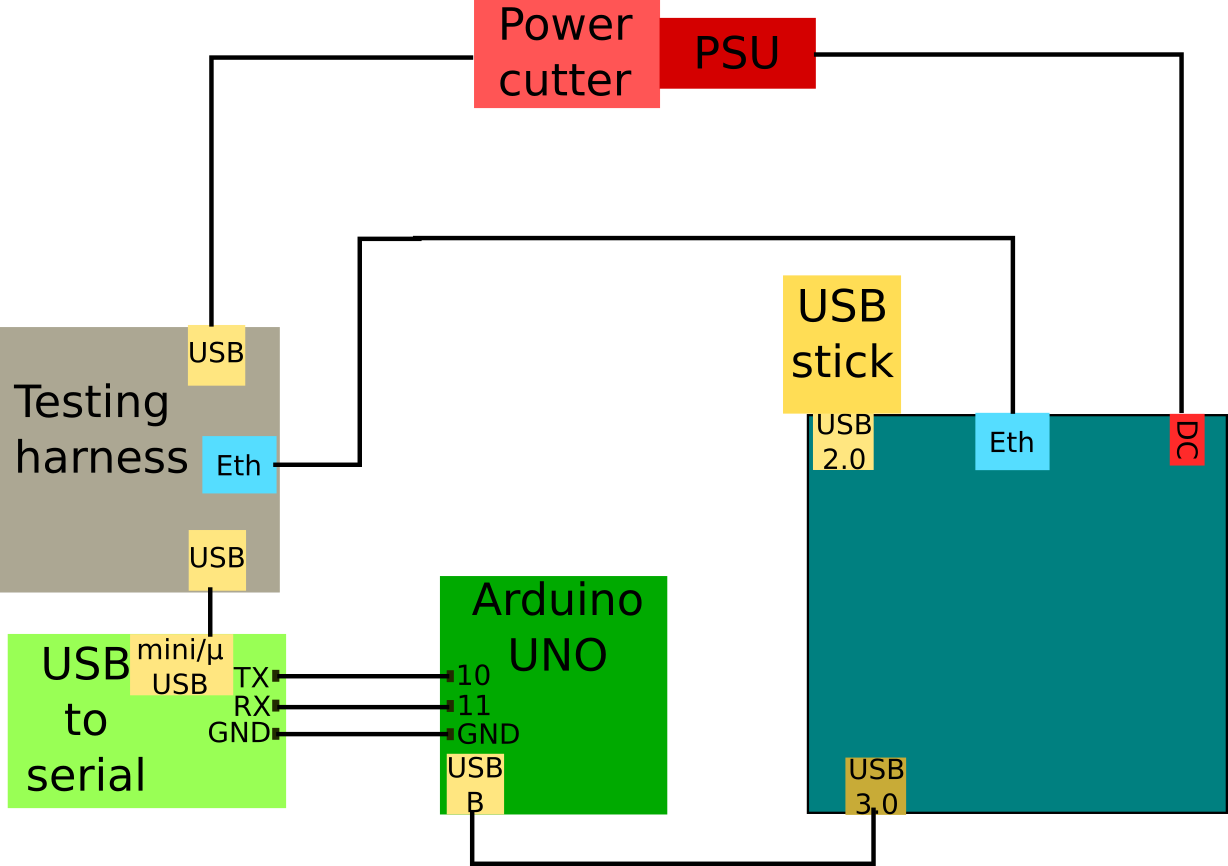 Power
cutter
PSU
USB
Testing
harness
Eth
USB
USB
stick
USB
2.0
Eth
DC
USB
to
serial
mini/µ
USB
TX
RX
GND
Arduino
UNO
10
11
GND
USB
B
USB
3.0